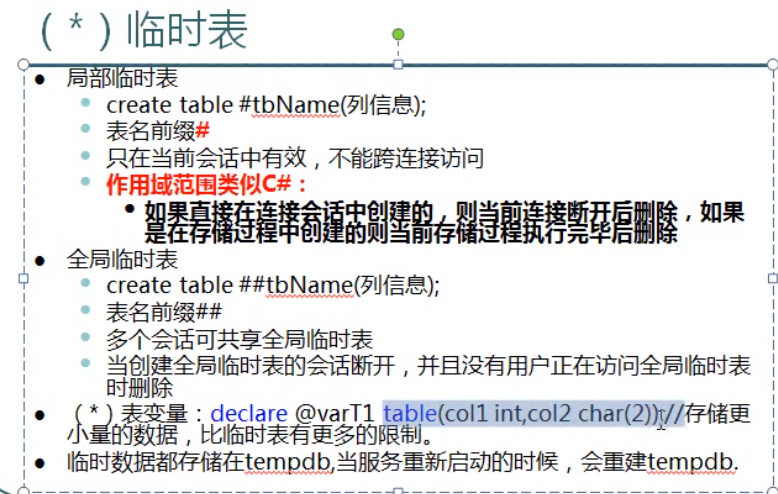 (*)临时表
局部临时表
create table #tbName(列信息);
表名前缀#
只在当前会话中有效，不能跨连接访问
作用域范围类似C#：
如果直接在连接会话中创建的，则当前连接断开后删除，如果
是在存储过程中创建的则当前存储过程执行完毕后删除
全局临时表
create table ##tbName(列信息);
表名前缀##
多个会话可共享全局临时表
当创建全局临时表的会话断开，并且没有用户正在访问全局临时表
时删除
(*)表变量：declare @varT1 table(col1 int,col2 char(2));//存储更
小量的数据，比临时表有更多的限制。
临时数据都存储在tempdb,当服务重新启动的时候，会重建tempdb.